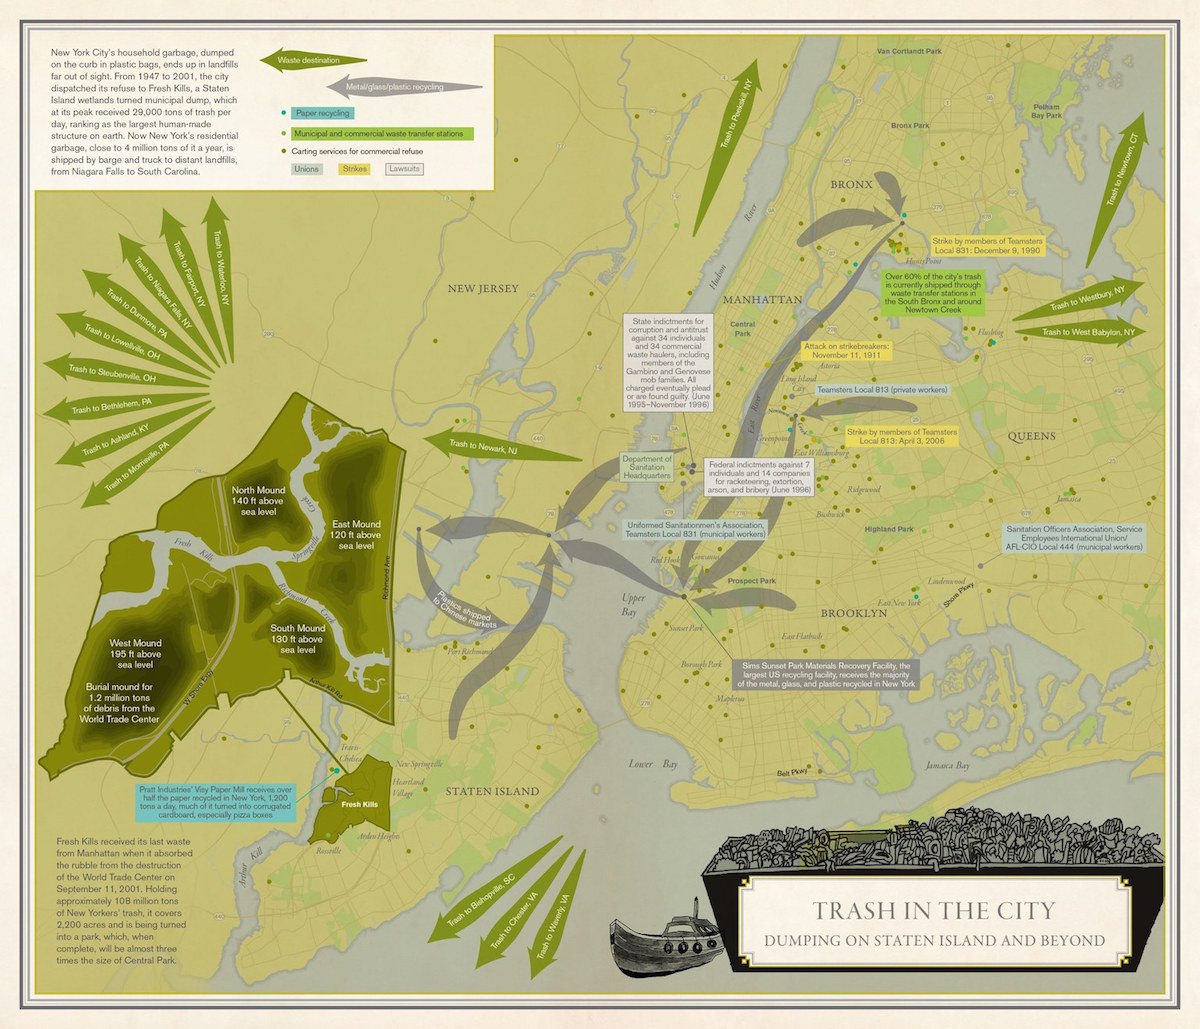 New York City's household garbage, dumped
on the curb in plastic bags, ends up in landfills
far out of sight. From 1947 to 2001, the city
dispatched its refuse to Fresh Kills, a Staten
Island wetlands turned municipal dump, which
at its peak received 29,000 tons of trash per
day, ranking as the largest human-made
structure on earth. Now New York's residential
garbage, close to 4 million tons of it a year, is
shipped by barge and truck to distant landfills,
from Niagara Falls to South Carolina.
Waste destination
Metal/glass/plastic recycling
Paper recycling
Municipal and commercial waste transfer stations
Carting services for commercial refuse
Unions
Strikes
Lawsuits
Van Cortlandt Park
Pelham
Bay Park
Bronx Park
Trash to Peekskill, NY
Trash to Newtown, CT
BRONX
River
Hudson
Strike by members of Teamsters
Local 831: December 9, 1990
Hunts Point
Over 60% of the city's trash
is currently shipped through
waste transfer stations in
the South Bronx and around
Newtown Creek
Trash to Westbury, NY
Trash to West Babylon, NY
Flushing
NEW JERSEY
MANHATTAN
Central
Park
Trash to Waterloo, NY
Trash to Fairport, NY
Trash to Niagara Falls, NY
Trash to Dunmore, PA
Trash to Lowellville, OH
Trash to Steubenville, OH
Trash to Bethlehem, PA
Trash to Ashland, KY
Trash to Morrisville, PA
State indictments for
corruption and antitrust
against 34 individuals
and 34 commercial
waste haulers, including
members of the
Gambino and Genovese
mob families. All
charged eventually plead
or are found guilty. (June
1995–November 1996)
Attack on strikebreakers:
November 11, 1911
Astoria
Long Island
City
Teamsters Local 813 (private workers)
East River
Newtown Creek
Greenpoint
Strike by members of Teamsters
Local 813: April 3, 2006
East Williamsburg
QUEENS
Trash to Newark, NJ
Department of
Sanitation
Headquarters
Federal indictments against 7
individuals and 14 companies
for racketeering, extortion,
arson, and bribery (June 1996)
Ridgewood
Jamaica
Bushwick
Highland Park
Uniformed Sanitationmen's Association,
Teamsters Local 831 (municipal workers)
Sanitation Officers Association, Service
Employees International Union/
AFL-CIO Local 444 (municipal workers)
North Mound
140 ft above
sea level
East Mound
120 ft above
sea level
Fresh Kills
Springville
Creek
Richmond Creek
Richmond Ave
West Mound
195 ft above
sea level
Burial mound for
1.2 million tons
of debris from the
World Trade Center
South Mound
130 ft above
sea level
W Shore Expy
Arthur Kill Rd
Red Hook
Gowanus
Prospect Park
Lindenwood
Shore Pkwy
East New York
Plastics shipped
to Chinese markets
Upper
Bay
BROOKLYN
Sunset Park
East Flatbush
Port Richmond
Borough Park
Sims Sunset Park Materials Recovery Facility, the
largest US recycling facility, receives the majority
of the metal, glass, and plastic recycled in New York
Mapleton
Travis-
Chelsea
New Springville
Heartland
Village
Lower Bay
Belt Pkwy
Jamaica Bay
Pratt Industries' Visy Paper Mill receives over
half the paper recycled in New York, 1,200
tons a day, much of it turned into corrugated
cardboard, especially pizza boxes
Fresh Kills
STATEN ISLAND
Arden Heights
Rossville
Arthur Kill
Fresh Kills received its last waste
from Manhattan when it absorbed
the rubble from the destruction
of the World Trade Center on
September 11, 2001. Holding
approximately 108 million tons
of New Yorkers' trash, it covers
2,200 acres and is being turned
into a park, which, when
complete, will be almost three
times the size of Central Park.
Trash to Bishopville, SC
Trash to Chester, VA
Trash to Waverly, VA
TRASH IN THE CITY
DUMPING ON STATEN ISLAND AND BEYOND